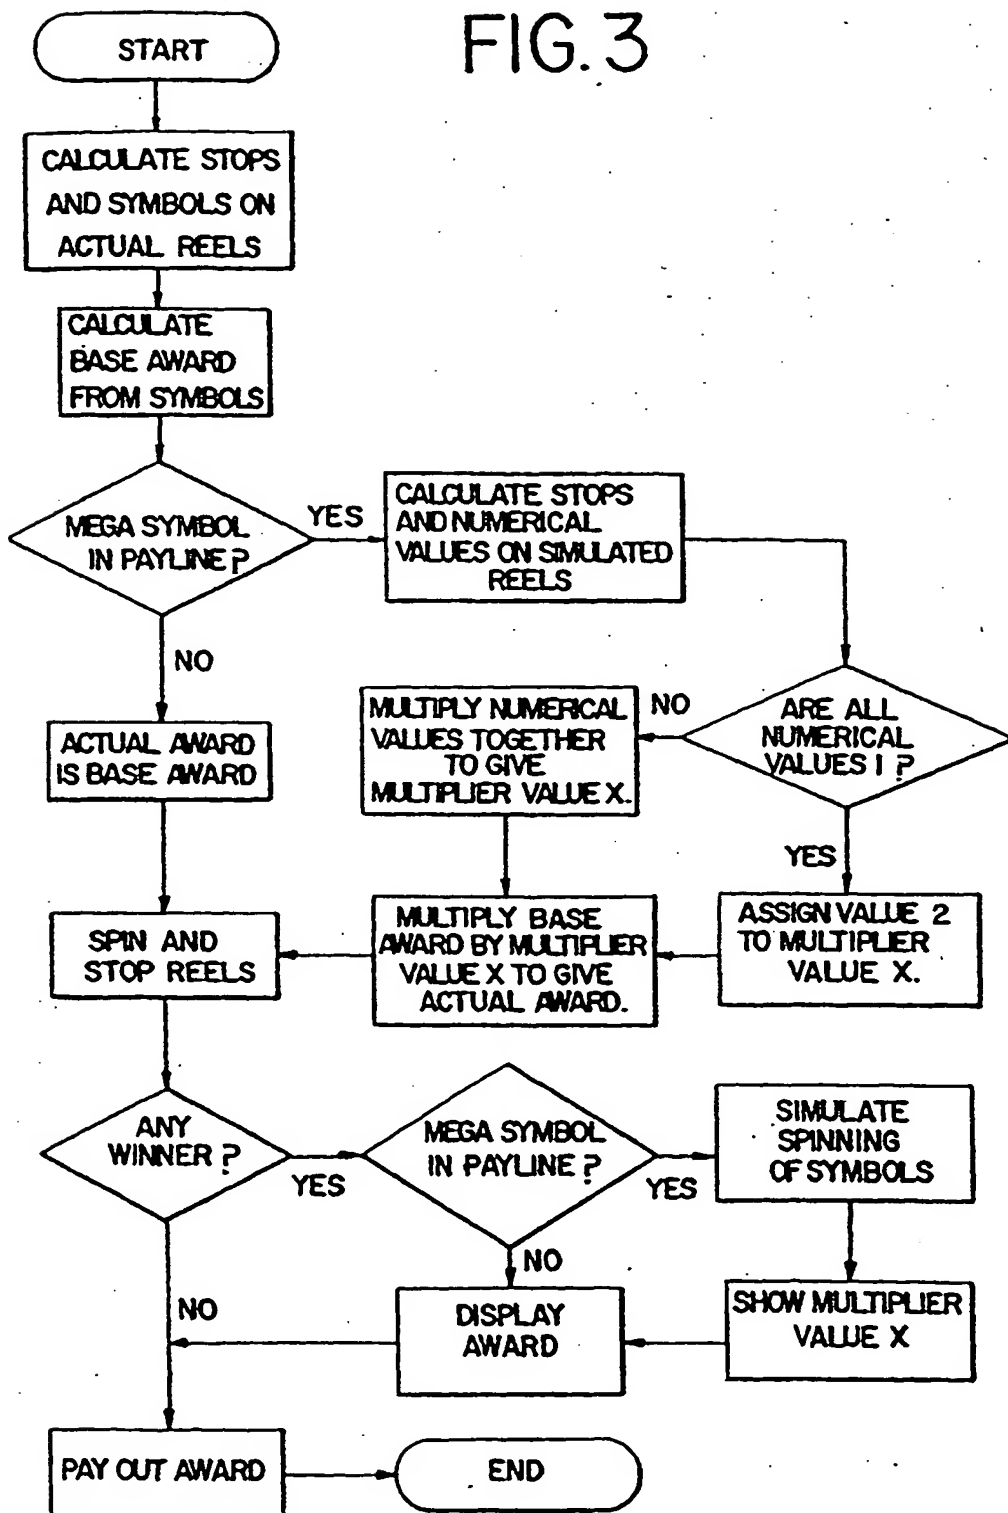 FIG. 3
START
CALCULATE STOPS
AND SYMBOLS ON
ACTUAL REELS
CALCULATE
BASE AWARD
FROM SYMBOLS
MEGA SYMBOL
IN PAYLINE?
YES
CALCULATE STOPS
AND NUMERICAL
VALUES ON SIMULATED
REELS
NO
ARE ALL
NUMERICAL
VALUES 1?
NO
MULTIPLY NUMERICAL
VALUES TOGETHER
TO GIVE
MULTIPLIER VALUE X.
YES
ACTUAL AWARD
IS BASE AWARD
ASSIGN VALUE 2
TO MULTIPLIER
VALUE X.
MULTIPLY BASE
AWARD BY MULTIPLIER
VALUE X TO GIVE
ACTUAL AWARD.
SPIN AND
STOP REELS
ANY
WINNER?
YES
MEGA SYMBOL
IN PAYLINE?
YES
SIMULATE
SPINNING
OF SYMBOLS
NO
NO
DISPLAY
AWARD
SHOW MULTIPLIER
VALUE X
PAY OUT AWARD
END